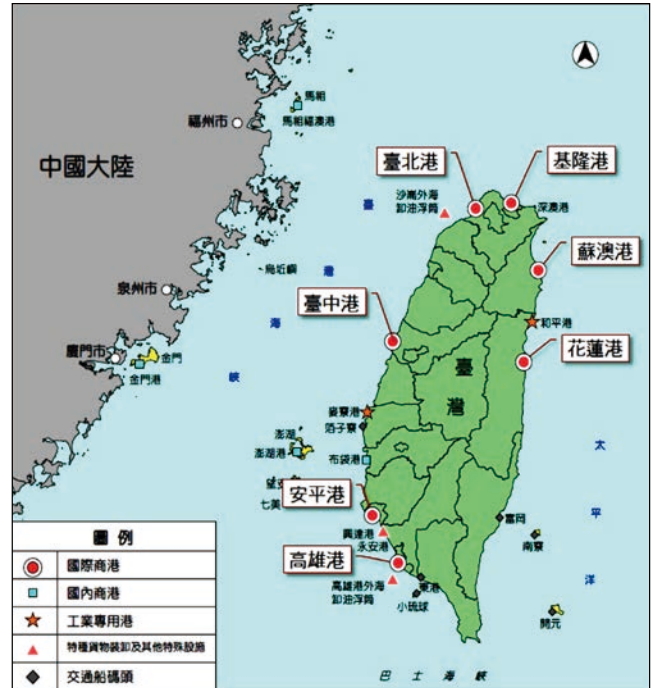 馬祖
馬祖福澳港
福州市
中國大陸
臺北港
基隆港
沙崙外海
卸油浮筒
深澳港
臺
灣
海
峽
烏坵嶼
蘇澳港
泉州市
臺中港
和平港
廈門市
金門
金門港
花蓮港
臺
灣
麥寮港
箔子寮
澎湖
澎湖港
布袋港
太
平
洋
七美
安平港
興達港
永安港
富岡
南寮
高雄港
高雄港外海
卸油浮筒
東港
小琉球
開元
巴士海峽
圖例
國際商港
國內商港
工業專用港
特種貨物裝卸及其他特殊設施
交通船碼頭